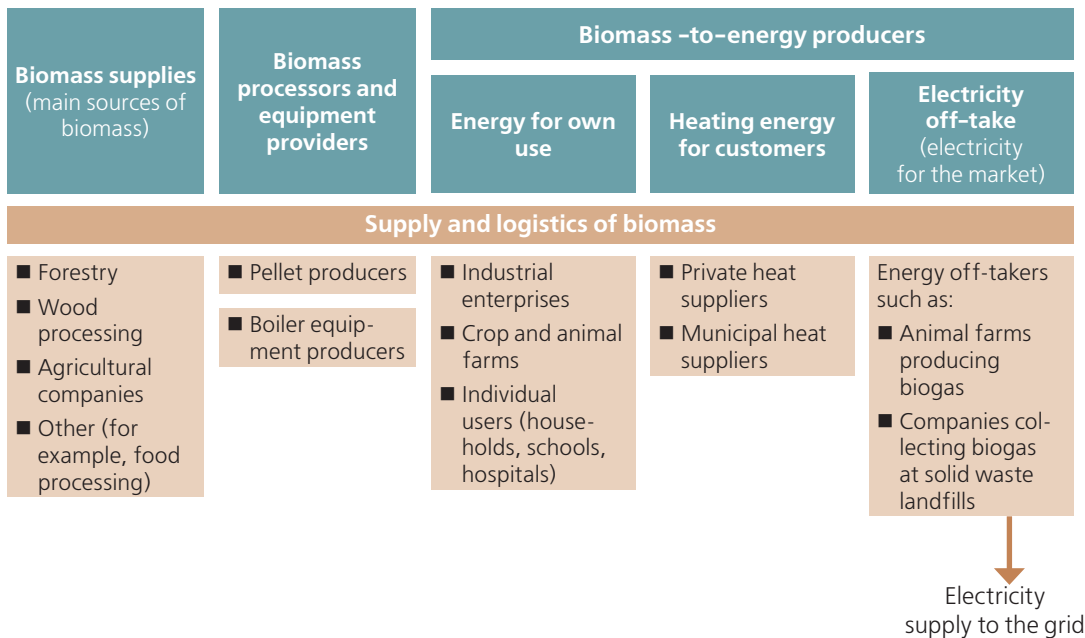 Biomass supplies
(main sources of
biomass)
Biomass
processors and
equipment
providers
Biomass –to–energy producers
Energy for own
use
Heating energy
for customers
Electricity
off–take
(electricity
for the market)
Supply and logistics of biomass
■ Forestry
■ Wood
processing
■ Agricultural
companies
■ Other (for
example, food
processing)
■ Pellet producers
■ Boiler equip-
ment producers
■ Industrial
enterprises
■ Crop and animal
farms
■ Individual
users (house-
holds, schools,
hospitals)
■ Private heat
suppliers
■ Municipal heat
suppliers
Energy off-takers
such as:
■ Animal farms
producing
biogas
■ Companies col-
lecting biogas
at solid waste
landfills
Electricity
supply to the grid